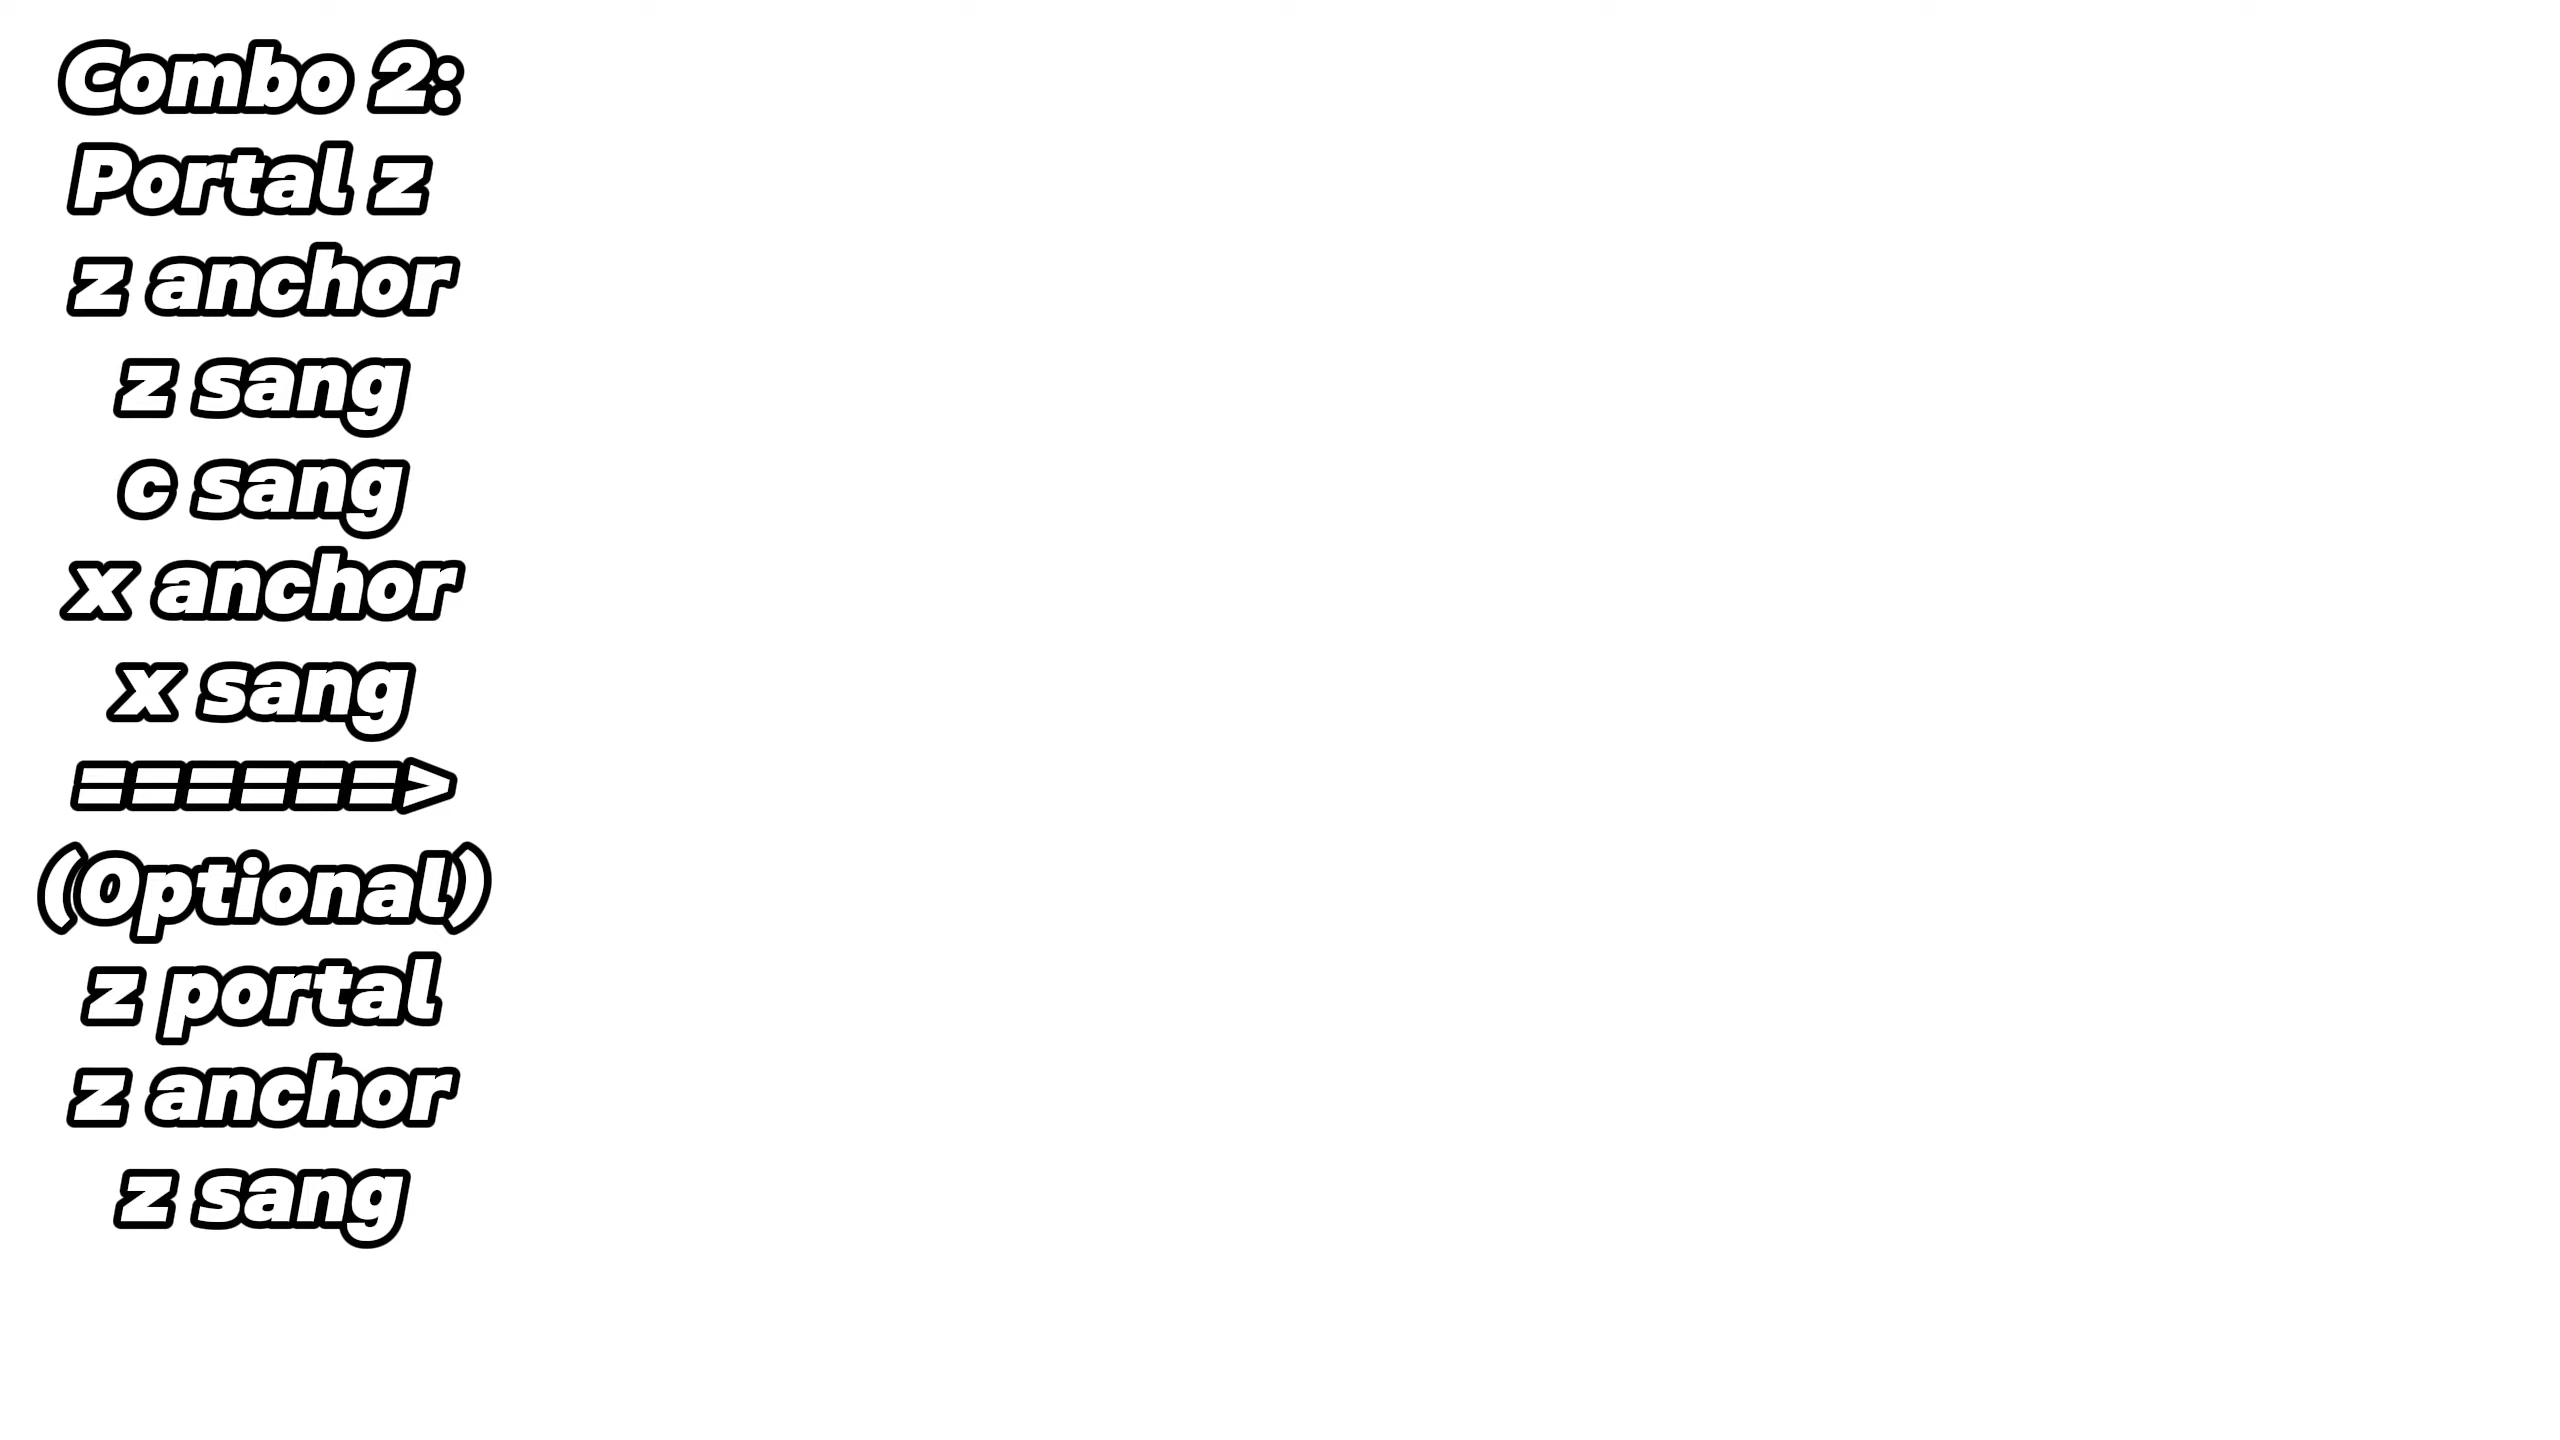 Combo 2:
Portal z
z anchor
z sang
c sang
x anchor
x sang
======>
(Optional)
z portal
z anchor
z sang